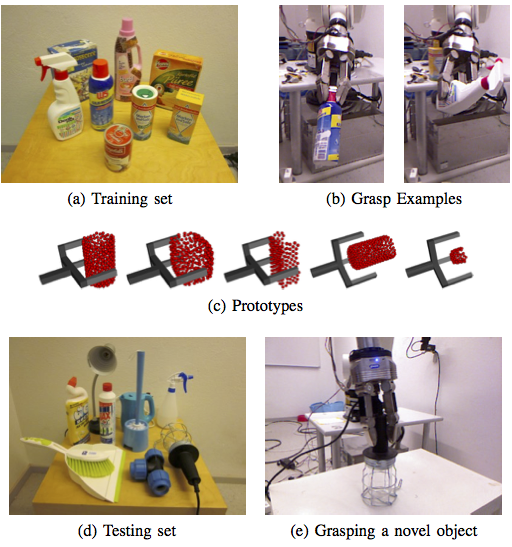 (a) Training set
(b) Grasp Examples
(c) Prototypes
(d) Testing set
(e) Grasping a novel object